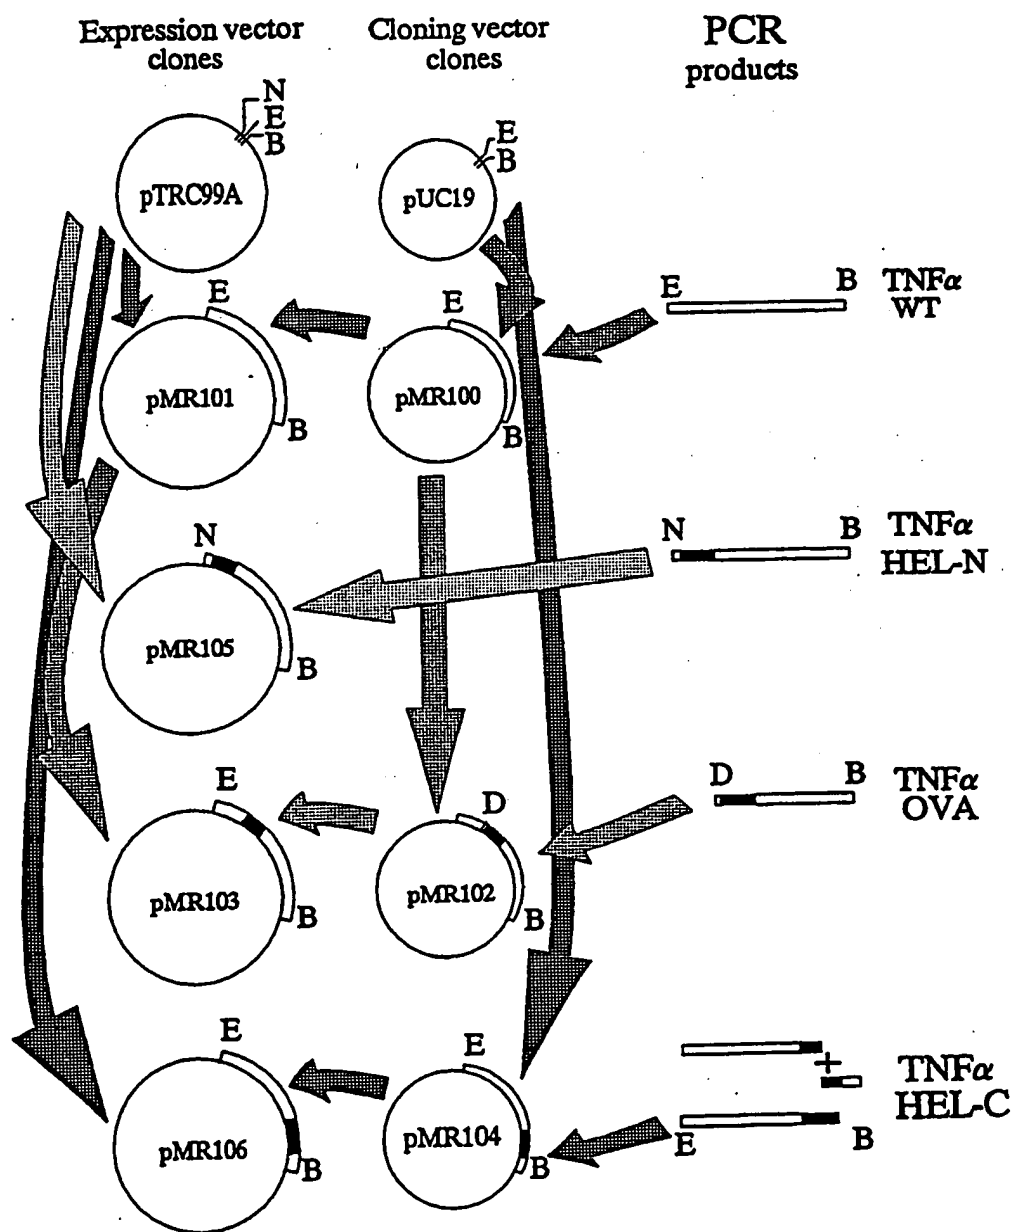 Expression vector
clones
Cloning vector
clones
PCR
products
N
E
B
pTRC99A
E
B
pUC19
E
B
TNFα
WT
E
B
pMR101
E
B
pMR100
N
B
TNFα
HEL-N
N
B
pMR105
D
B
TNFα
OVA
E
B
pMR103
D
B
pMR102
+
E
B
TNFα
HEL-C
E
B
pMR106
E
B
pMR104